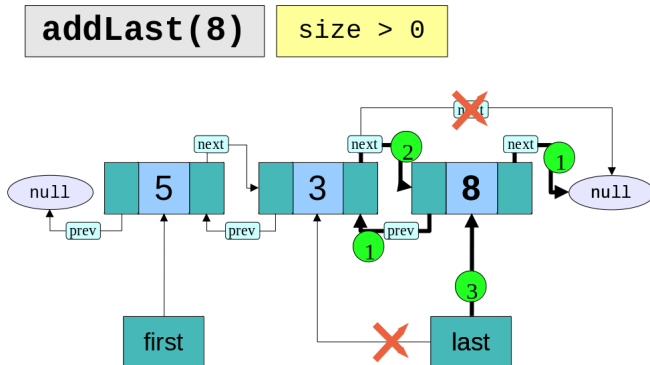 addLast(8)
size > 0
next
next
next
next
2
1
null
5
3
8
null
prev
prev
prev
1
3
first
last